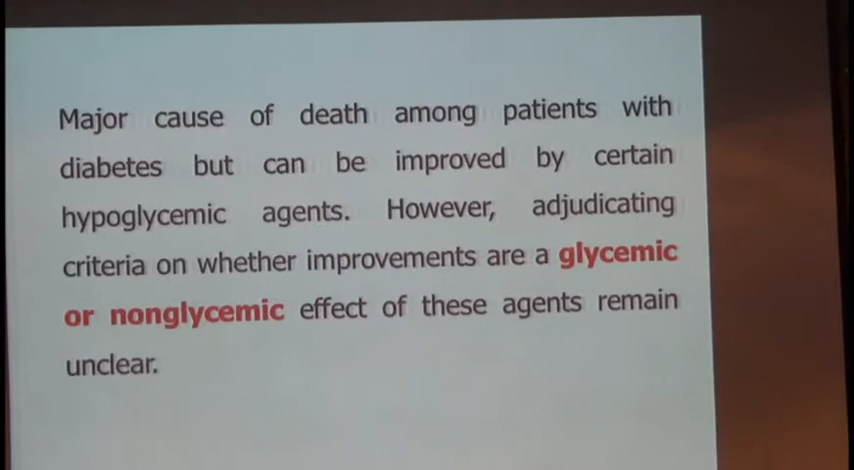 Major cause of death among patients with
diabetes but can be improved by certain
hypoglycemic agents. However, adjudicating
criteria on whether improvements are a glycemic
or nonglycemic effect of these agents remain
unclear.